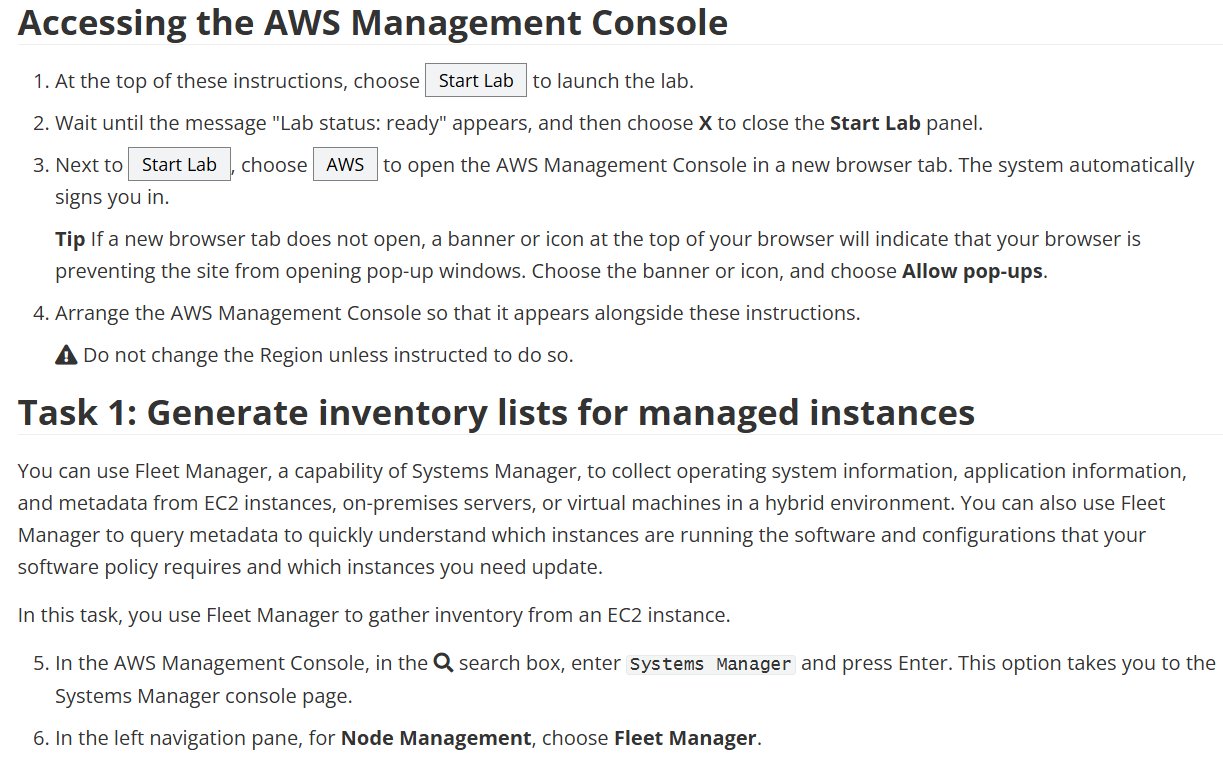 Accessing the AWS Management Console
1. At the top of these instructions, choose Start Lab to launch the lab.
2. Wait until the message "Lab status: ready" appears, and then choose X to close the Start Lab panel.
3. Next to Start Lab, choose AWS to open the AWS Management Console in a new browser tab. The system automatically
signs you in.
Tip If a new browser tab does not open, a banner or icon at the top of your browser will indicate that your browser is
preventing the site from opening pop-up windows. Choose the banner or icon, and choose Allow pop-ups.
4. Arrange the AWS Management Console so that it appears alongside these instructions.
Do not change the Region unless instructed to do so.
Task 1: Generate inventory lists for managed instances
You can use Fleet Manager, a capability of Systems Manager, to collect operating system information, application information,
and metadata from EC2 instances, on-premises servers, or virtual machines in a hybrid environment. You can also use Fleet
Manager to query metadata to quickly understand which instances are running the software and configurations that your
software policy requires and which instances you need update.
In this task, you use Fleet Manager to gather inventory from an EC2 instance.
5. In the AWS Management Console, in the search box, enter Systems Manager and press Enter. This option takes you to the
Systems Manager console page.
6. In the left navigation pane, for Node Management, choose Fleet Manager.